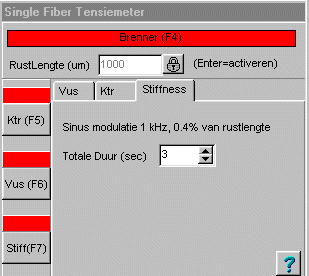 Single Fiber Tensiemeter
Brenner (F4)
RustLengte (um) 1000 (Enter=activeren)
Vus Ktr Stiffness
Ktr (F5)
Sinus modulatie 1 kHz, 0.4% van rustlengte
Totale Duur (sec) 3
Vus (F6)
Stiff(F7)
?